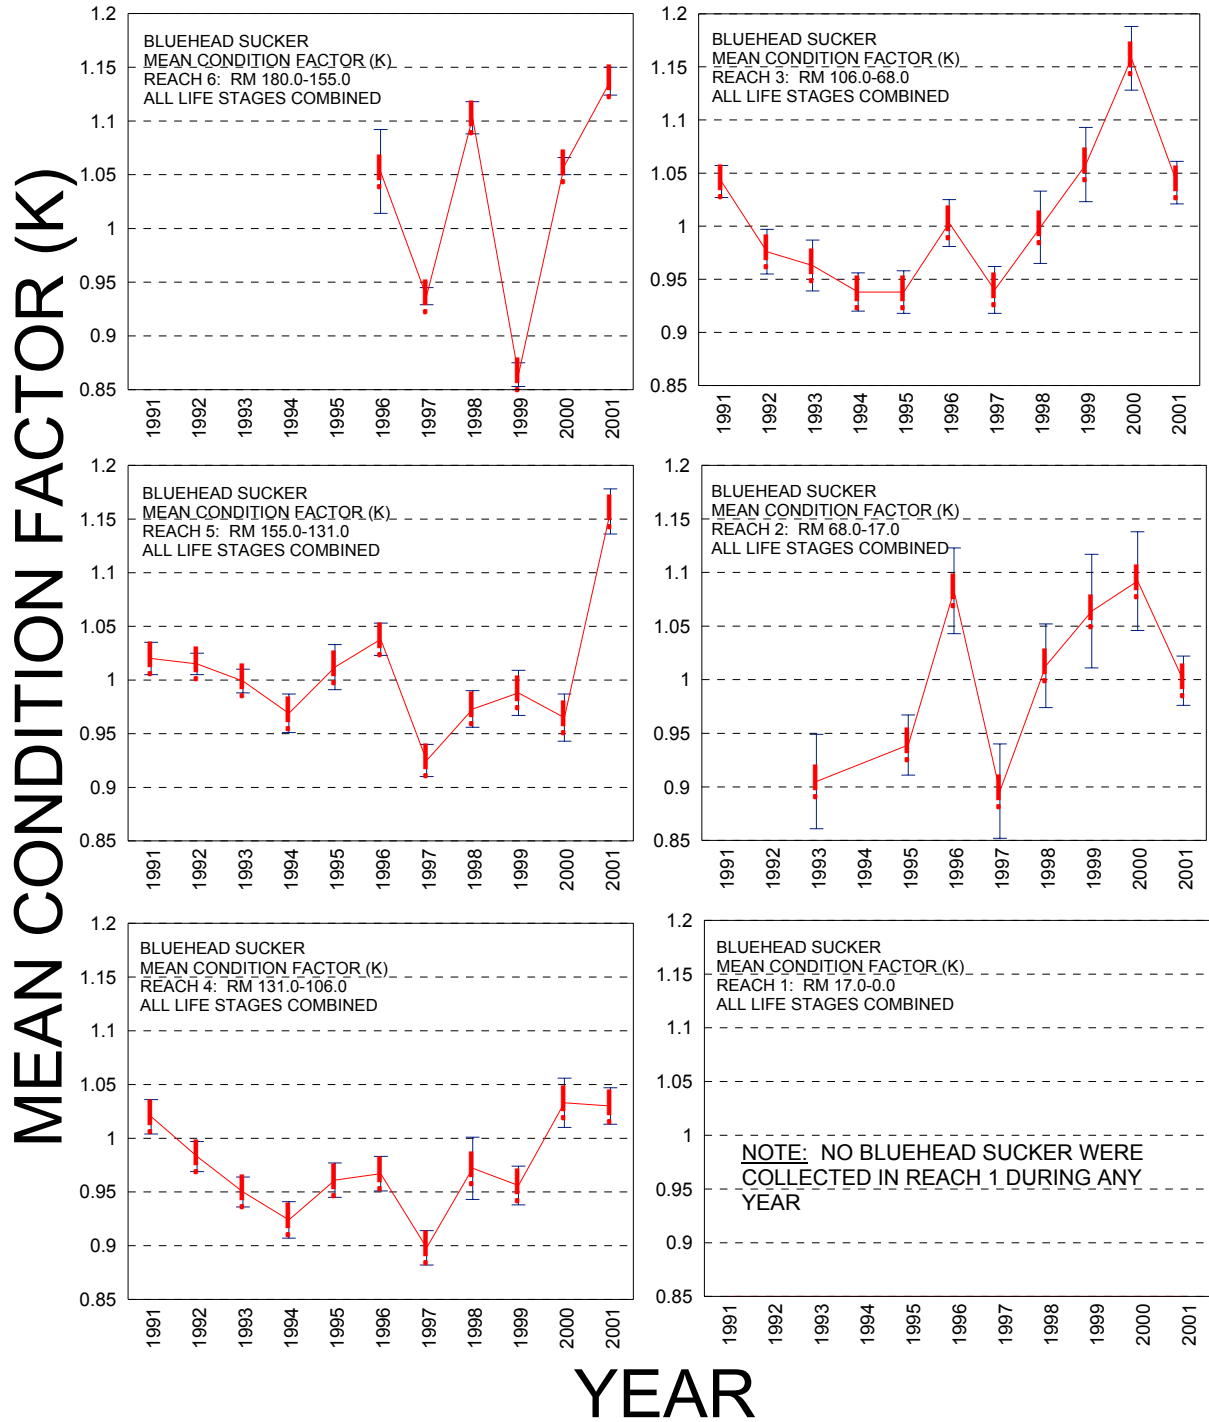 MEAN CONDITION FACTOR (K)
1.2
1.15
1.1
1.05
1
0.95
0.9
0.85
BLUEHEAD SUCKER
MEAN CONDITION FACTOR (K)
REACH 6: RM 180.0-155.0
ALL LIFE STAGES COMBINED
1991 1992 1993 1994 1995 1996 1997 1998 1999 2000 2001
1.2
1.15
1.1
1.05
1
0.95
0.9
0.85
BLUEHEAD SUCKER
MEAN CONDITION FACTOR (K)
REACH 3: RM 106.0-68.0
ALL LIFE STAGES COMBINED
1991 1992 1993 1994 1995 1996 1997 1998 1999 2000 2001
1.2
1.15
1.1
1.05
1
0.95
0.9
0.85
BLUEHEAD SUCKER
MEAN CONDITION FACTOR (K)
REACH 5: RM 155.0-131.0
ALL LIFE STAGES COMBINED
1991 1992 1993 1994 1995 1996 1997 1998 1999 2000 2001
1.2
1.15
1.1
1.05
1
0.95
0.9
0.85
BLUEHEAD SUCKER
MEAN CONDITION FACTOR (K)
REACH 2: RM 68.0-17.0
ALL LIFE STAGES COMBINED
1991 1992 1993 1994 1995 1996 1997 1998 1999 2000 2001
1.2
1.15
1.1
1.05
1
0.95
0.9
0.85
BLUEHEAD SUCKER
MEAN CONDITION FACTOR (K)
REACH 4: RM 131.0-106.0
ALL LIFE STAGES COMBINED
1991 1992 1993 1994 1995 1996 1997 1998 1999 2000 2001
1.2
1.15
1.1
1.05
1
0.95
0.9
0.85
BLUEHEAD SUCKER
MEAN CONDITION FACTOR (K)
REACH 1: RM 17.0-0.0
ALL LIFE STAGES COMBINED
NOTE: NO BLUEHEAD SUCKER WERE
COLLECTED IN REACH 1 DURING ANY
YEAR
1991 1992 1993 1994 1995 1996 1997 1998 1999 2000 2001
YEAR